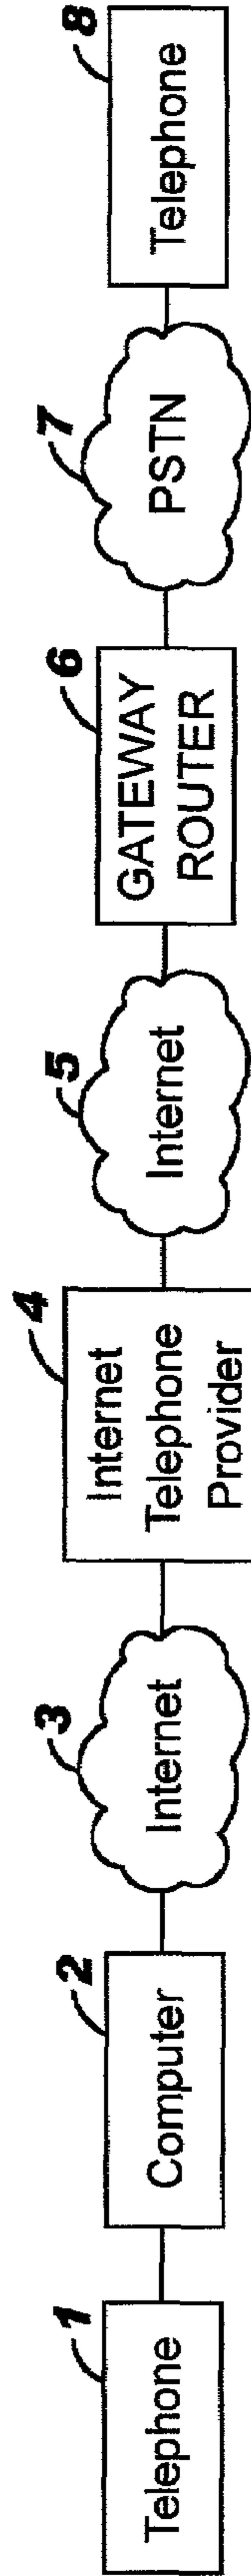 1
Telephone
2
Computer
3
Internet
4
Internet
Telephone
Provider
5
Internet
6
GATEWAY
ROUTER
7
PSTN
8
Telephone